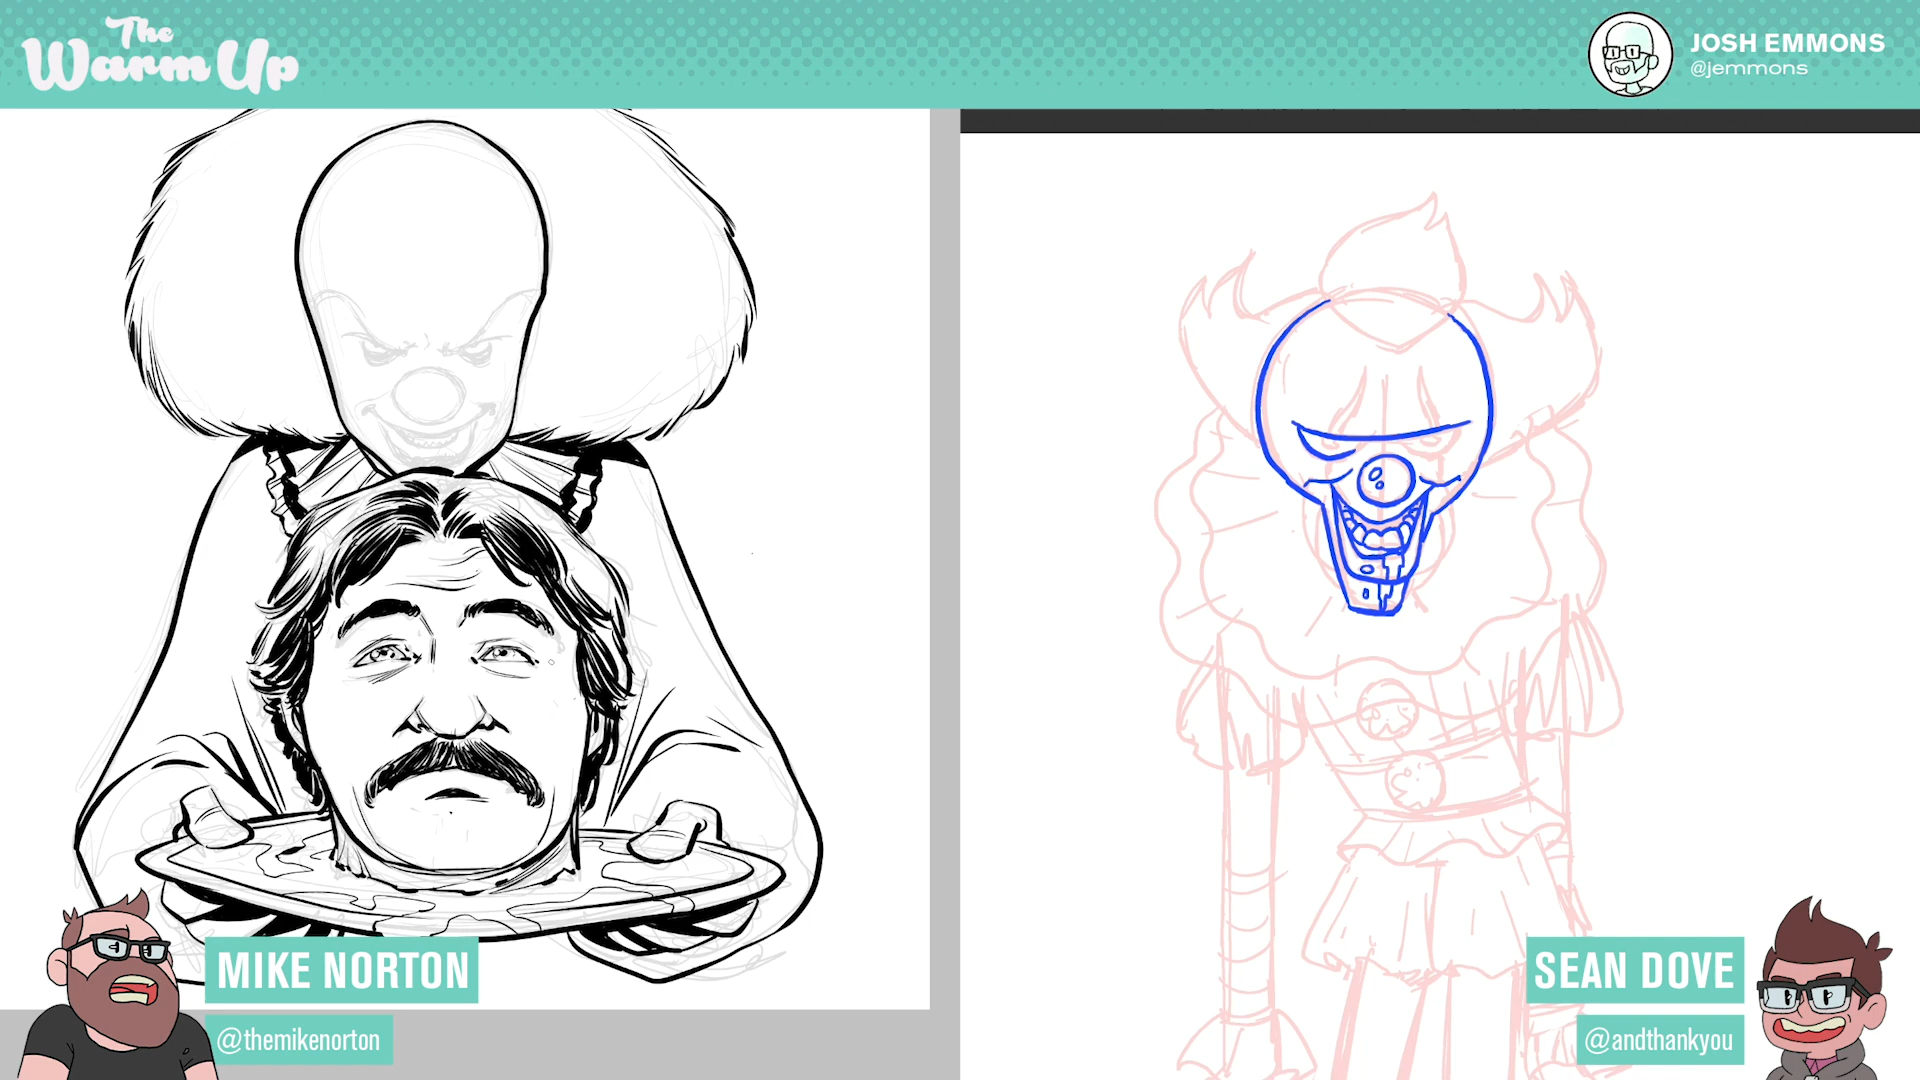 The
Warm Up
JOSH EMMONS
@jemmons
MIKE NORTON
@themikenorton
SEAN DOVE
@andthankyou